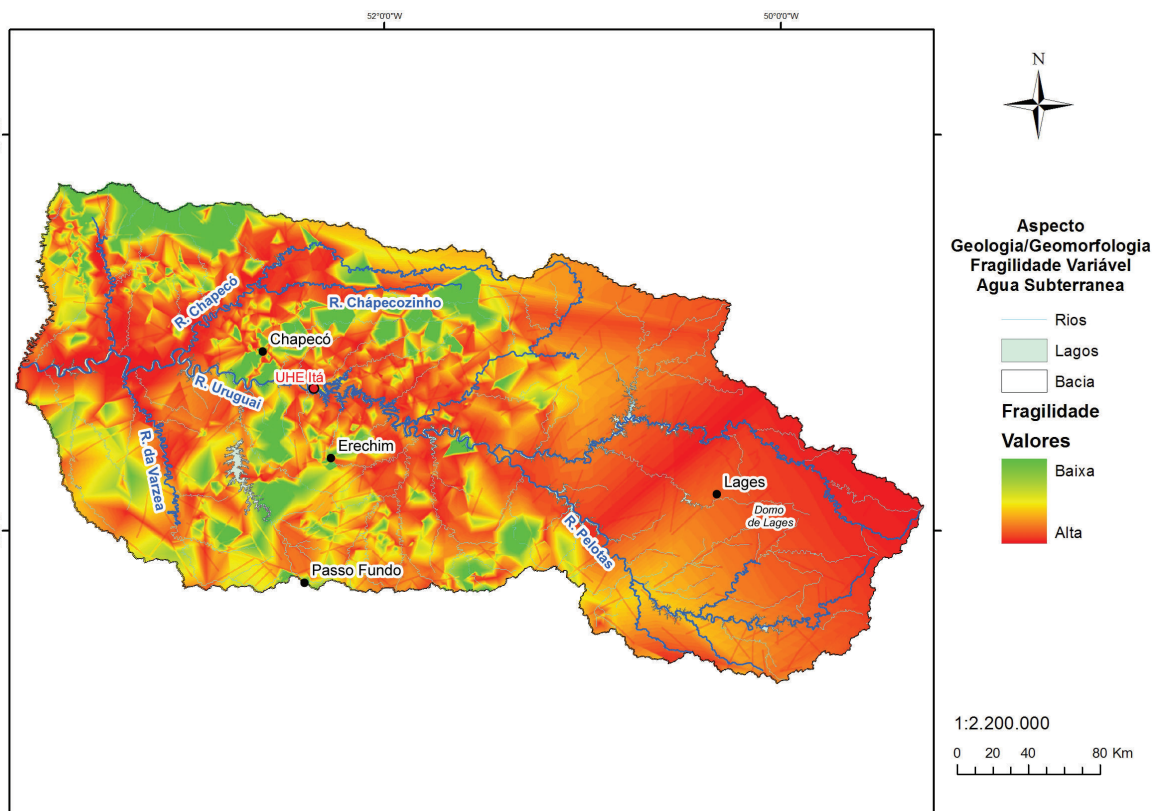 52°0'0"W
50°0'0"W
N
Aspecto
Geologia/Geomorfologia
Fragilidade Variável
Agua Subterranea
Rios
Lagos
Bacia
Fragilidade
Valores
Baixa
Alta
R. Chapecó
R. Chápecozinho
Chapecó
UHE Itá
R. Uruguai
R. da Varzea
Erechim
Lages
Domo
de Lages
R. Pelotas
Passo Fundo
1:2.200.000
0 20 40 80 Km